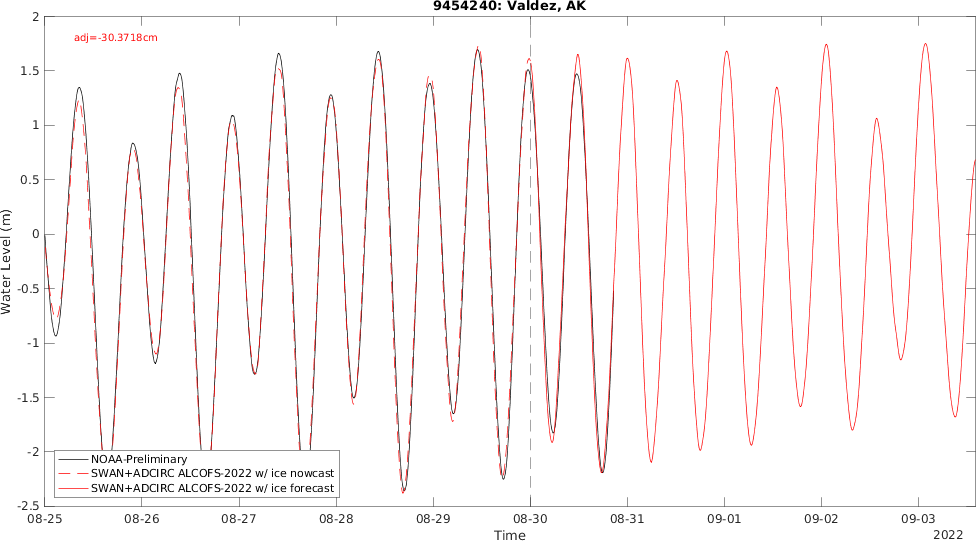 9454240: Valdez, AK
adj=-30.3718cm
Water Level (m)
2
1.5
1
0.5
0
-0.5
-1
-1.5
-2
-2.5
NOAA-Preliminary
SWAN+ADCIRC ALCOFS-2022 w/ ice nowcast
SWAN+ADCIRC ALCOFS-2022 w/ ice forecast
08-25 08-26 08-27 08-28 08-29 08-30 08-31 09-01 09-02 09-03
Time
2022